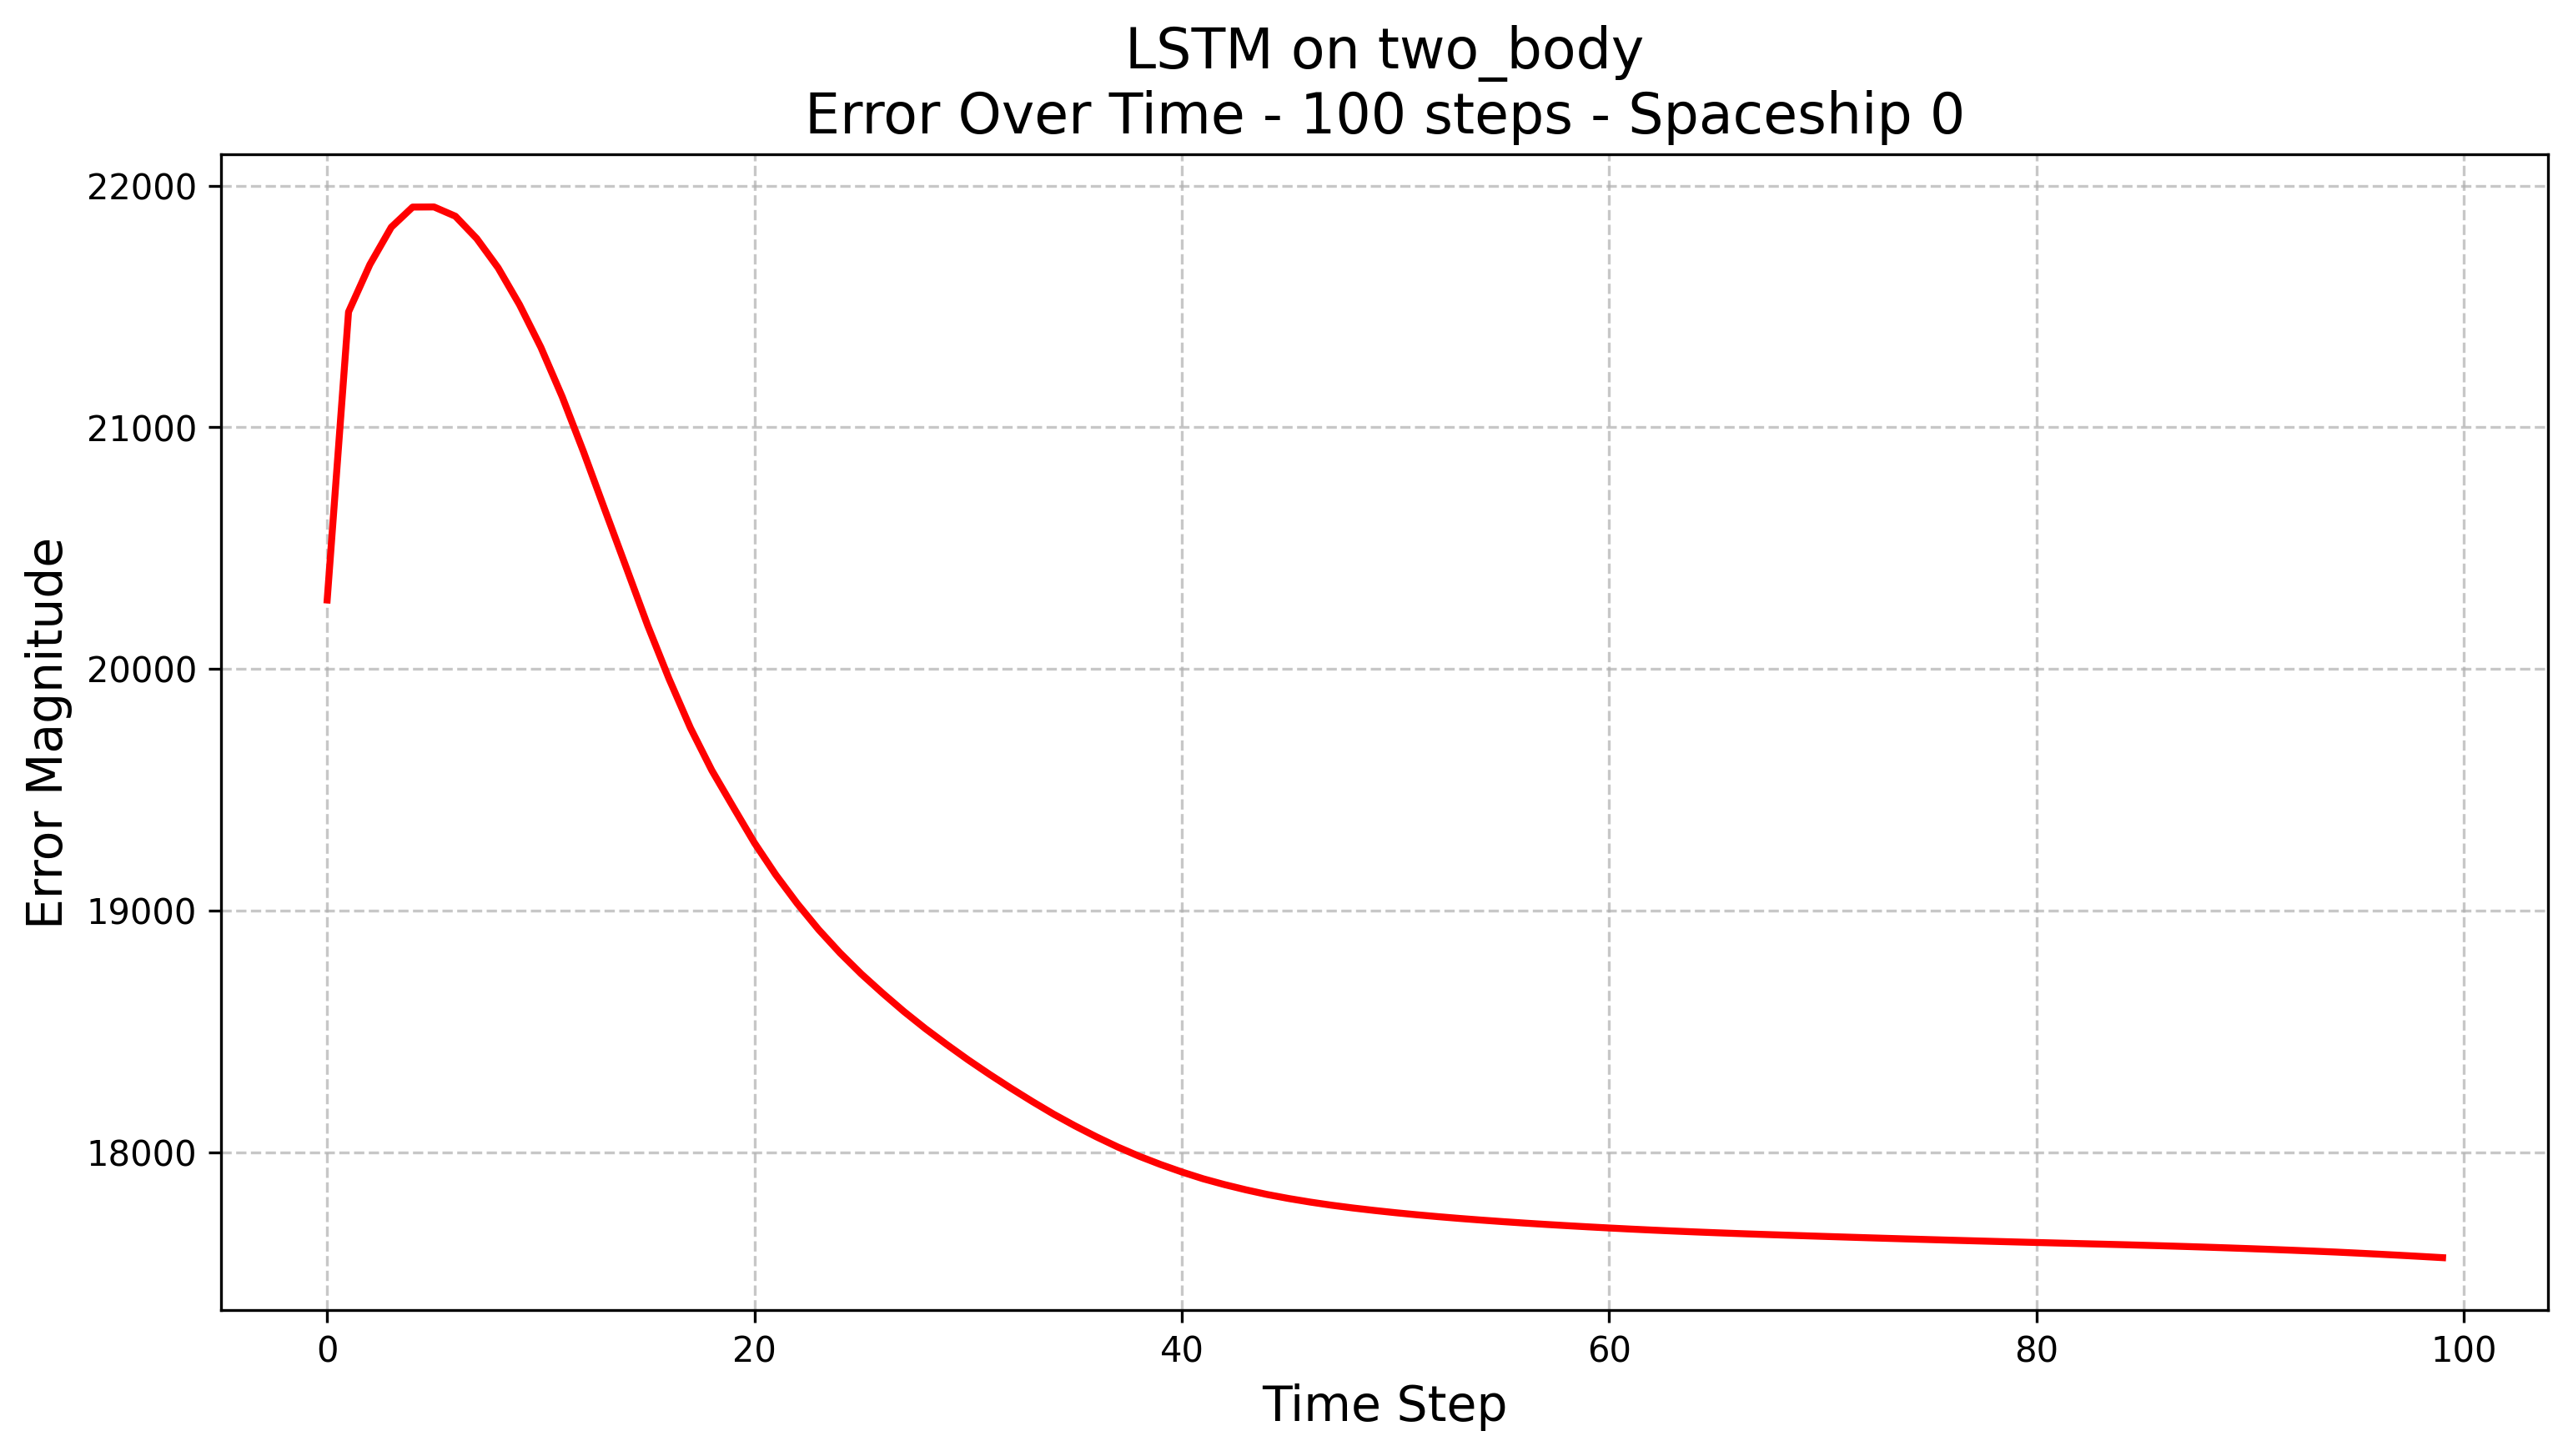 LSTM on two_body
Error Over Time - 100 steps - Spaceship 0
Error Magnitude
22000
21000
20000
19000
18000
0 20 40 60 80 100
Time Step